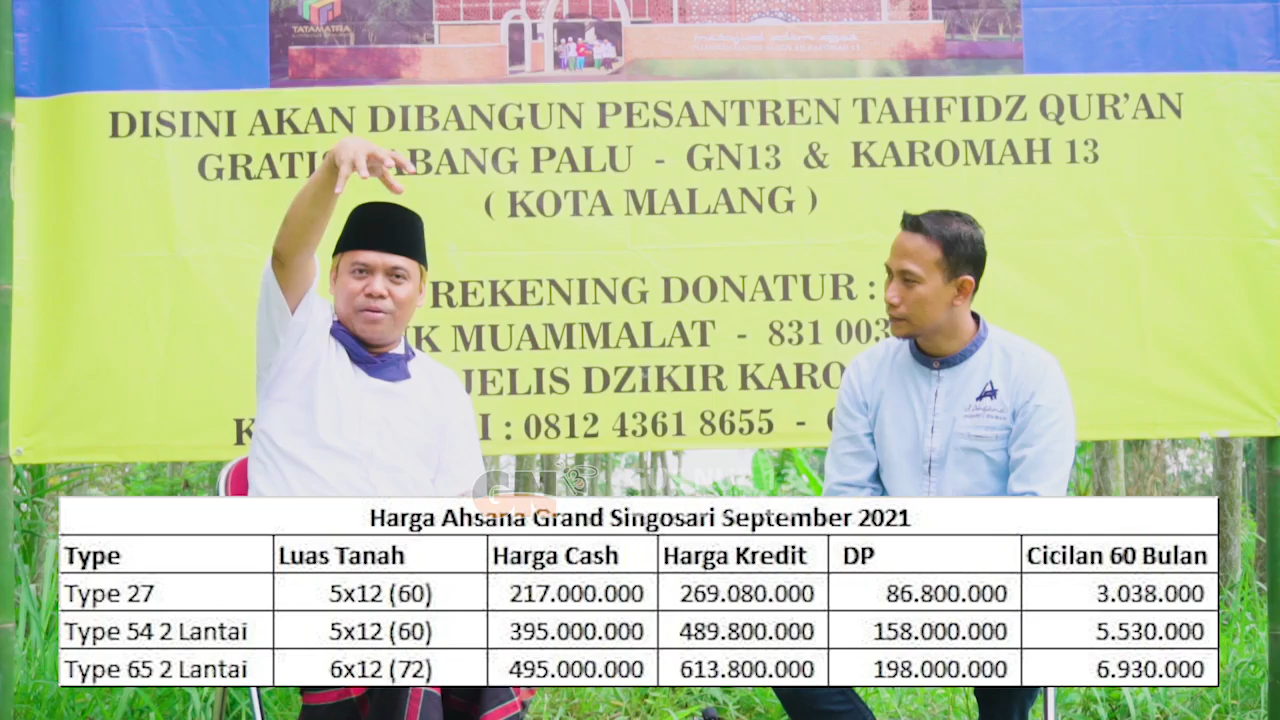 TATAMATRA
DISINI AKAN DIBANGUN PESANTREN TAHFIDZ QUR'AN
GRATIS ABANG PALU - GN13 & KAROMAH 13
( KOTA MALANG )
REKENING DONATUR :
NK MUAMMALAT - 831 003
JELIS DZIKIR KARO
K I : 0812 4361 8655 -
GN 13
Harga Ahsana Grand Singosari September 2021
Type Luas Tanah Harga Cash Harga Kredit DP Cicilan 60 Bulan
Type 27 5x12 (60) 217.000.000 269.080.000 86.800.000 3.038.000
Type 54 2 Lantai 5x12 (60) 395.000.000 489.800.000 158.000.000 5.530.000
Type 65 2 Lantai 6x12 (72) 495.000.000 613.800.000 198.000.000 6.930.000